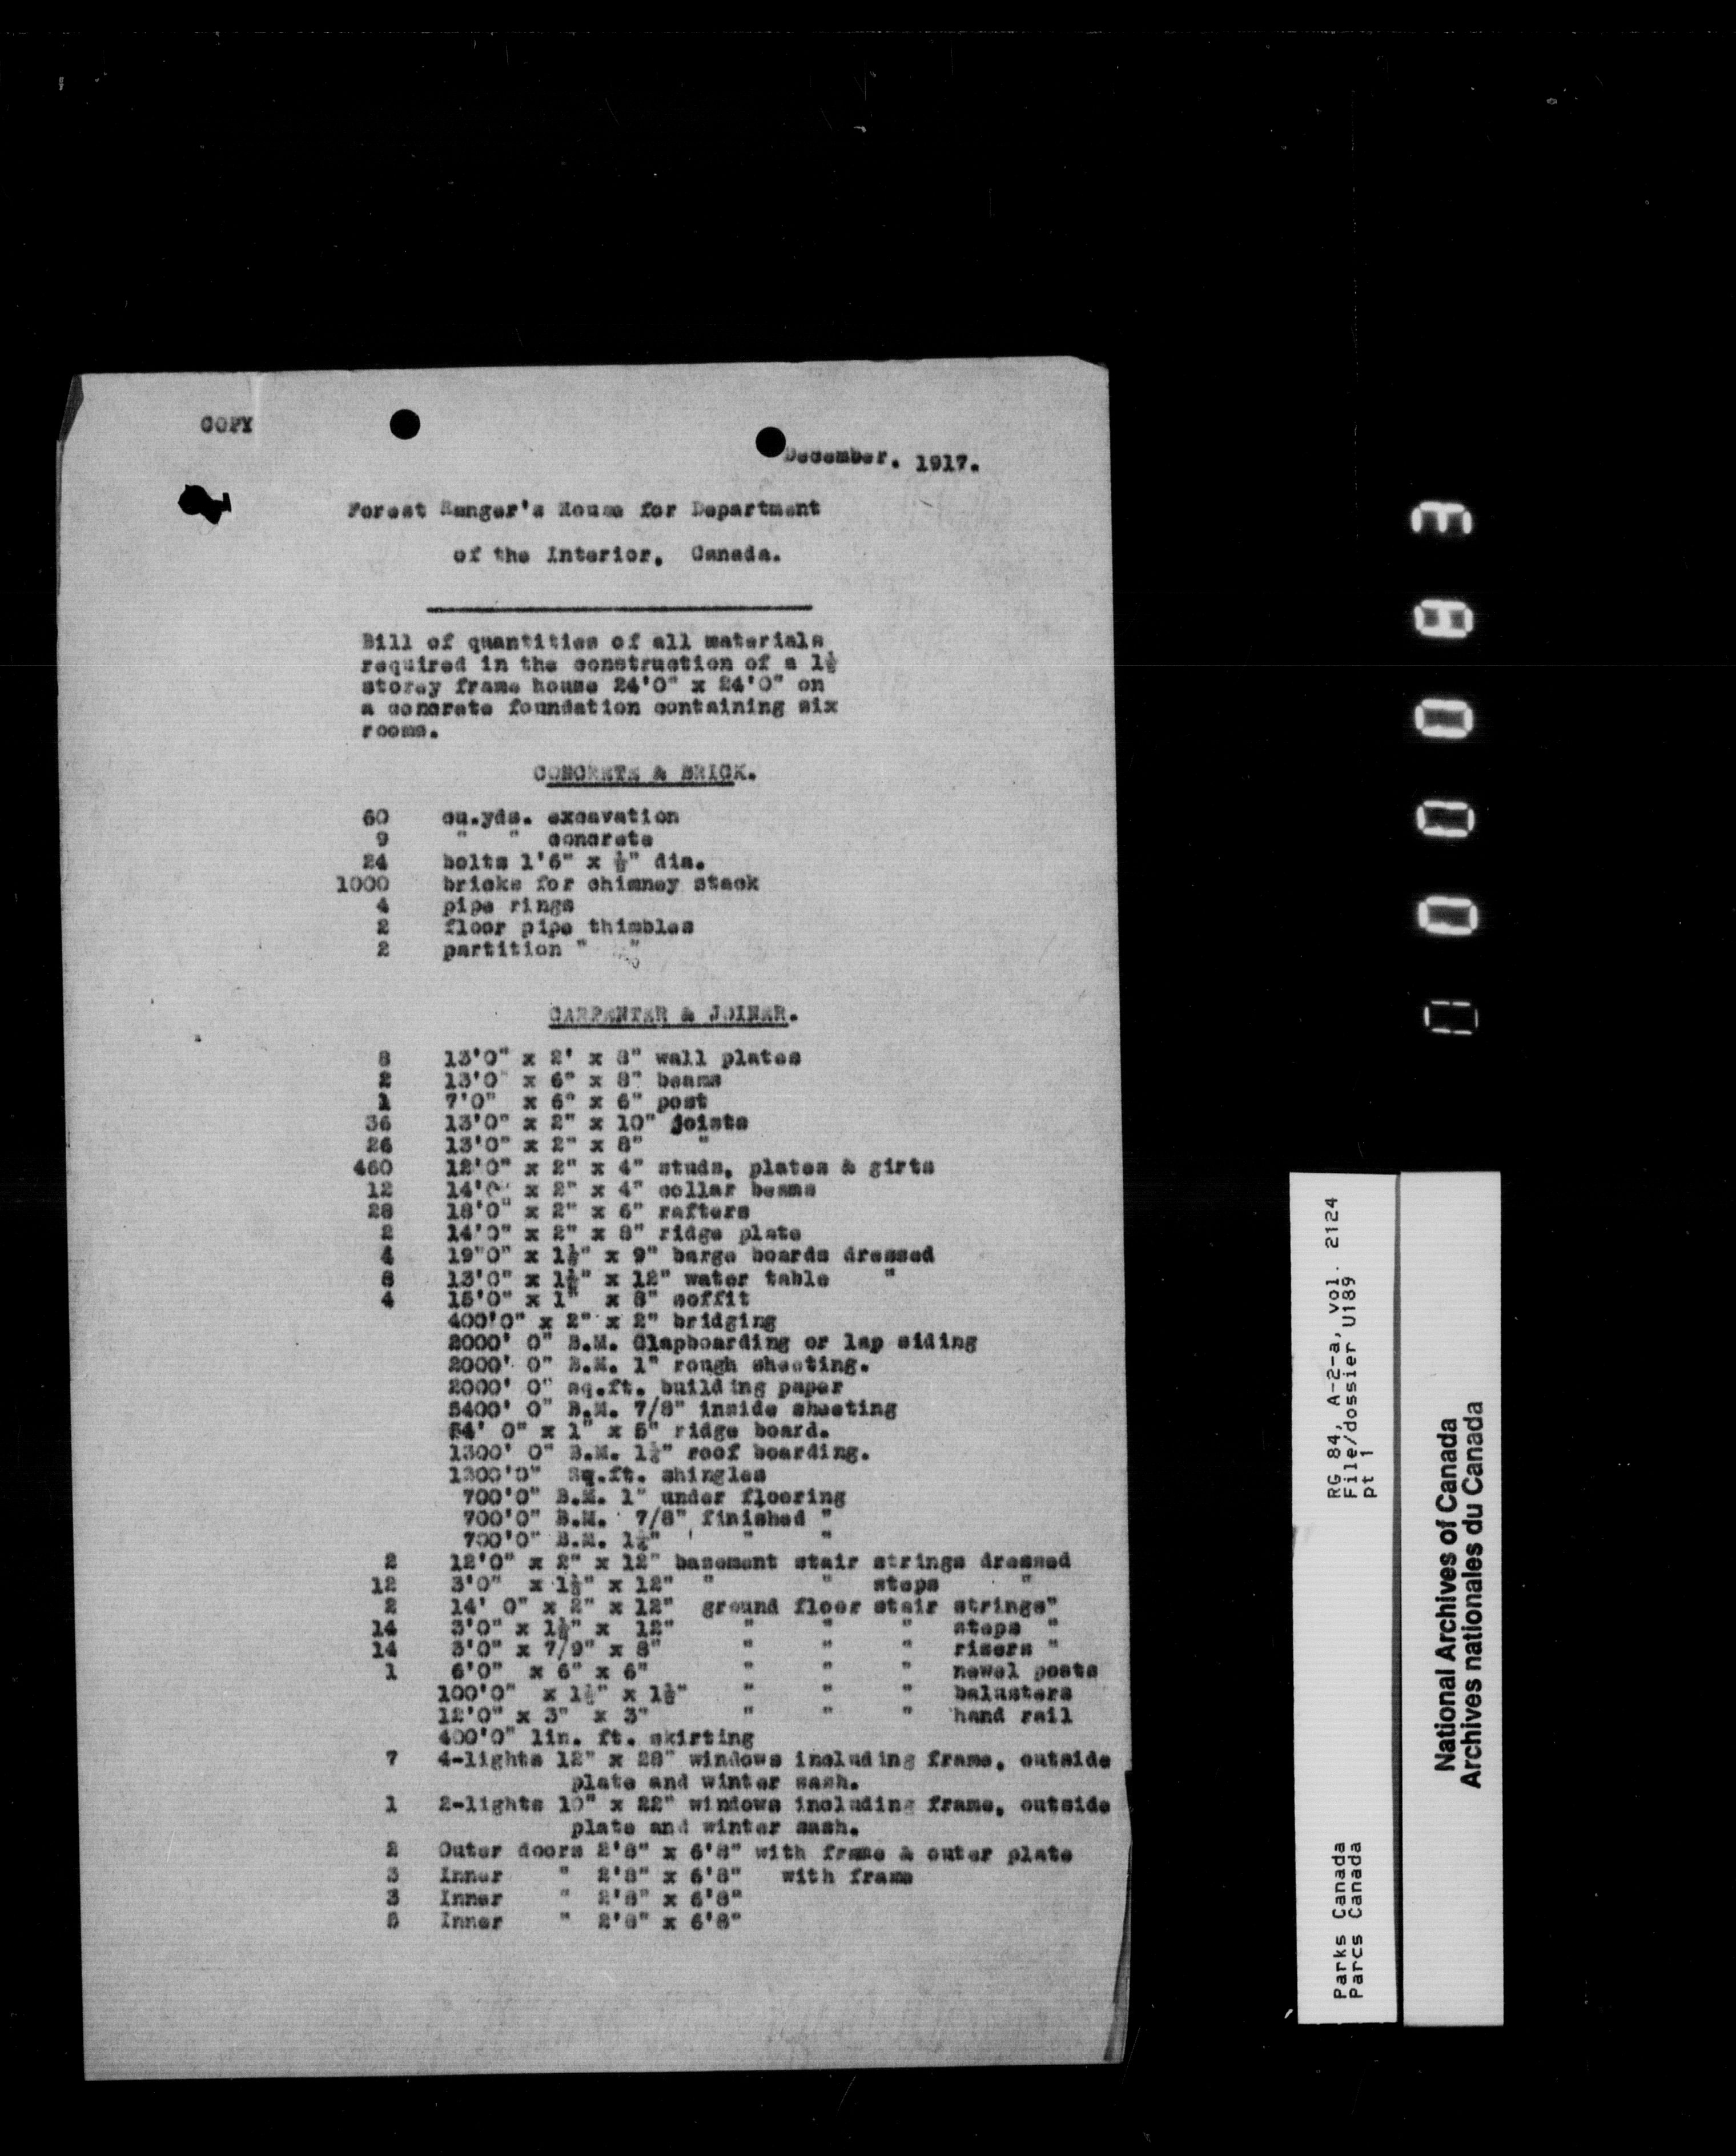 COPY
December, 1917.
Forest Ranger's House for Department
of the Interior, Canada.
Bill of quantities of all materials
required in the construction of a 1½
storey frame house 24'0" x 24'0" on
a concrete foundation containing six
rooms.
CONCRETE & BRICK.
60 cu.yds. excavation
9 " " concrete
24 bolts 1'6" x ½" dia.
1000 bricks for chimney stack
4 pipe rings
2 floor pipe thimbles
2 partition " "
CARPENTER & JOINER.
8 13'0" x 2' x 8" wall plates
2 13'0" x 6" x 8" beams
1 7'0" x 6" x 6" post
36 13'0" x 2" x 10" joists
26 13'0" x 2" x 8" "
460 12'0" x 2" x 4" studs, plates & girts
12 14'0" x 2" x 4" collar beams
28 18'0" x 2" x 6" rafters
2 14'0" x 2" x 8" ridge plate
4 19"0" x 1½" x 9" barge boards dressed
8 13'0" x 1½" x 12" water table "
4 15'0" x 1" x 8" soffit
400'0" x 2" x 2" bridging
2000' 0" B.M. Clapboarding or lap siding
2000' 0" B.M. 1" rough sheeting.
2000' 0" sq.ft. building paper
5400' 0" B.M. 7/8" inside sheeting
54' 0" x 1" x 5" ridge board.
1300' 0" B.M. 1½" roof boarding.
1300'0" Sq.ft. shingles
700'0" B.M. 1" under flooring
700'0" B.M. 7/8" finished "
700'0" B.M. " "
2 12'0" x 2" x 12" basement stair strings dressed
12 3'0" x 1½" x 12" " " steps "
2 14' 0" x 2" x 12" ground floor stair strings"
14 3'0" x 1½" x 12" " " " steps "
14 3'0" x 7/9" x 8" " " " risers "
1 6'0" x 6" x 6" " " " newel posts
100'0" x 1½" x 1½" " " " balusters
12'0" x 3" x 3" " " " hand rail
400'0" lin. ft. skirting
7 4-lights 12" x 28" windows including frame, outside
plate and winter sash.
1 2-lights 10" x 22" windows including frame, outside
plate and winter sash.
2 Outer doors 2'8" x 6'8" with frame & outer plate
3 Inner " 2'8" x 6'8" with frame
3 Inner " 2'8" x 6'8"
5 Inner " 2'8" x 6'8"
Parks Canada RG 84, A-2-a, vol. 2124
Parcs Canada File/dossier U189
pt 1
National Archives of Canada
Archives nationales du Canada